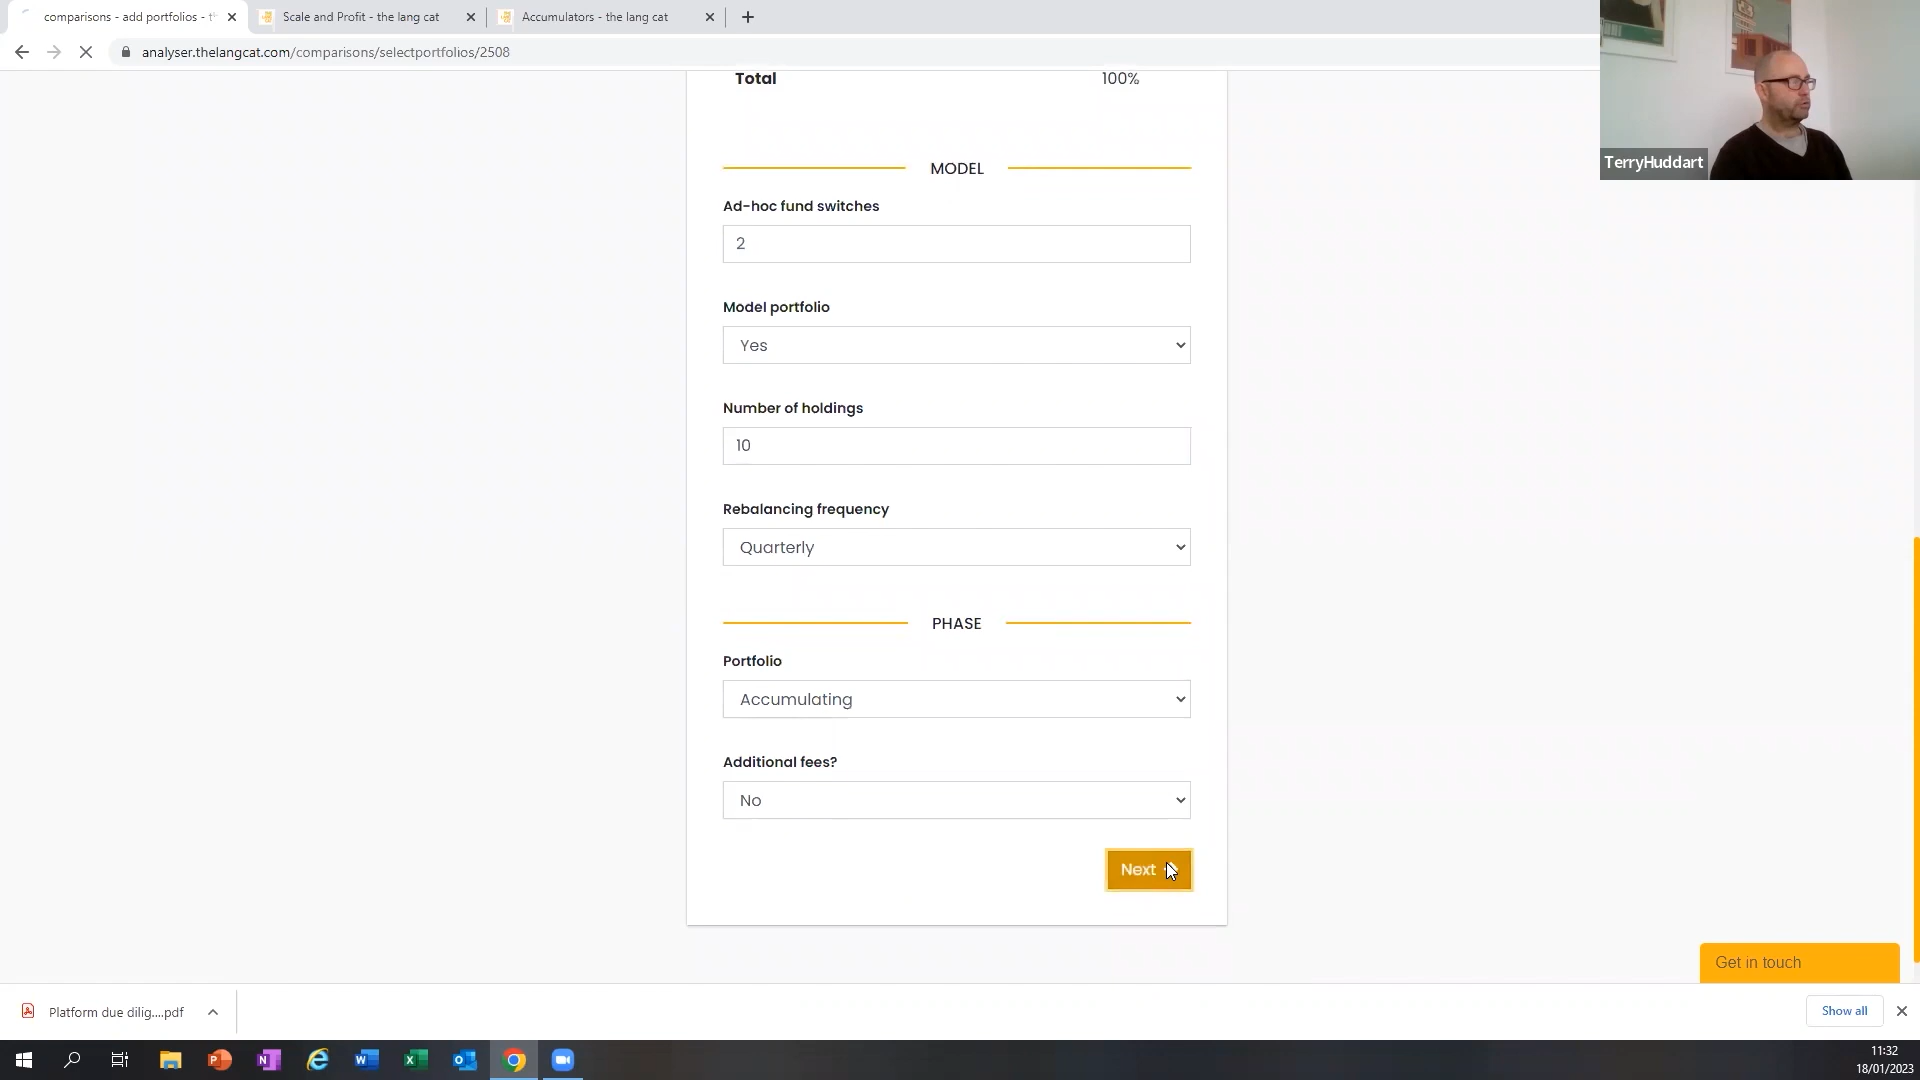 comparisons - add portfolios - t
Scale and Profit - the lang cat
Accumulators - the lang cat
analyser.thelangcat.com/comparisons/selectportfolios/2508
TerryHuddart
Total 100%
MODEL
Ad-hoc fund switches
2
Model portfolio
Yes
Number of holdings
10
Rebalancing frequency
Quarterly
PHASE
Portfolio
Accumulating
Additional fees?
No
Next
Get in touch
Platform due dilig....pdf
Show all
11:32
18/01/2023